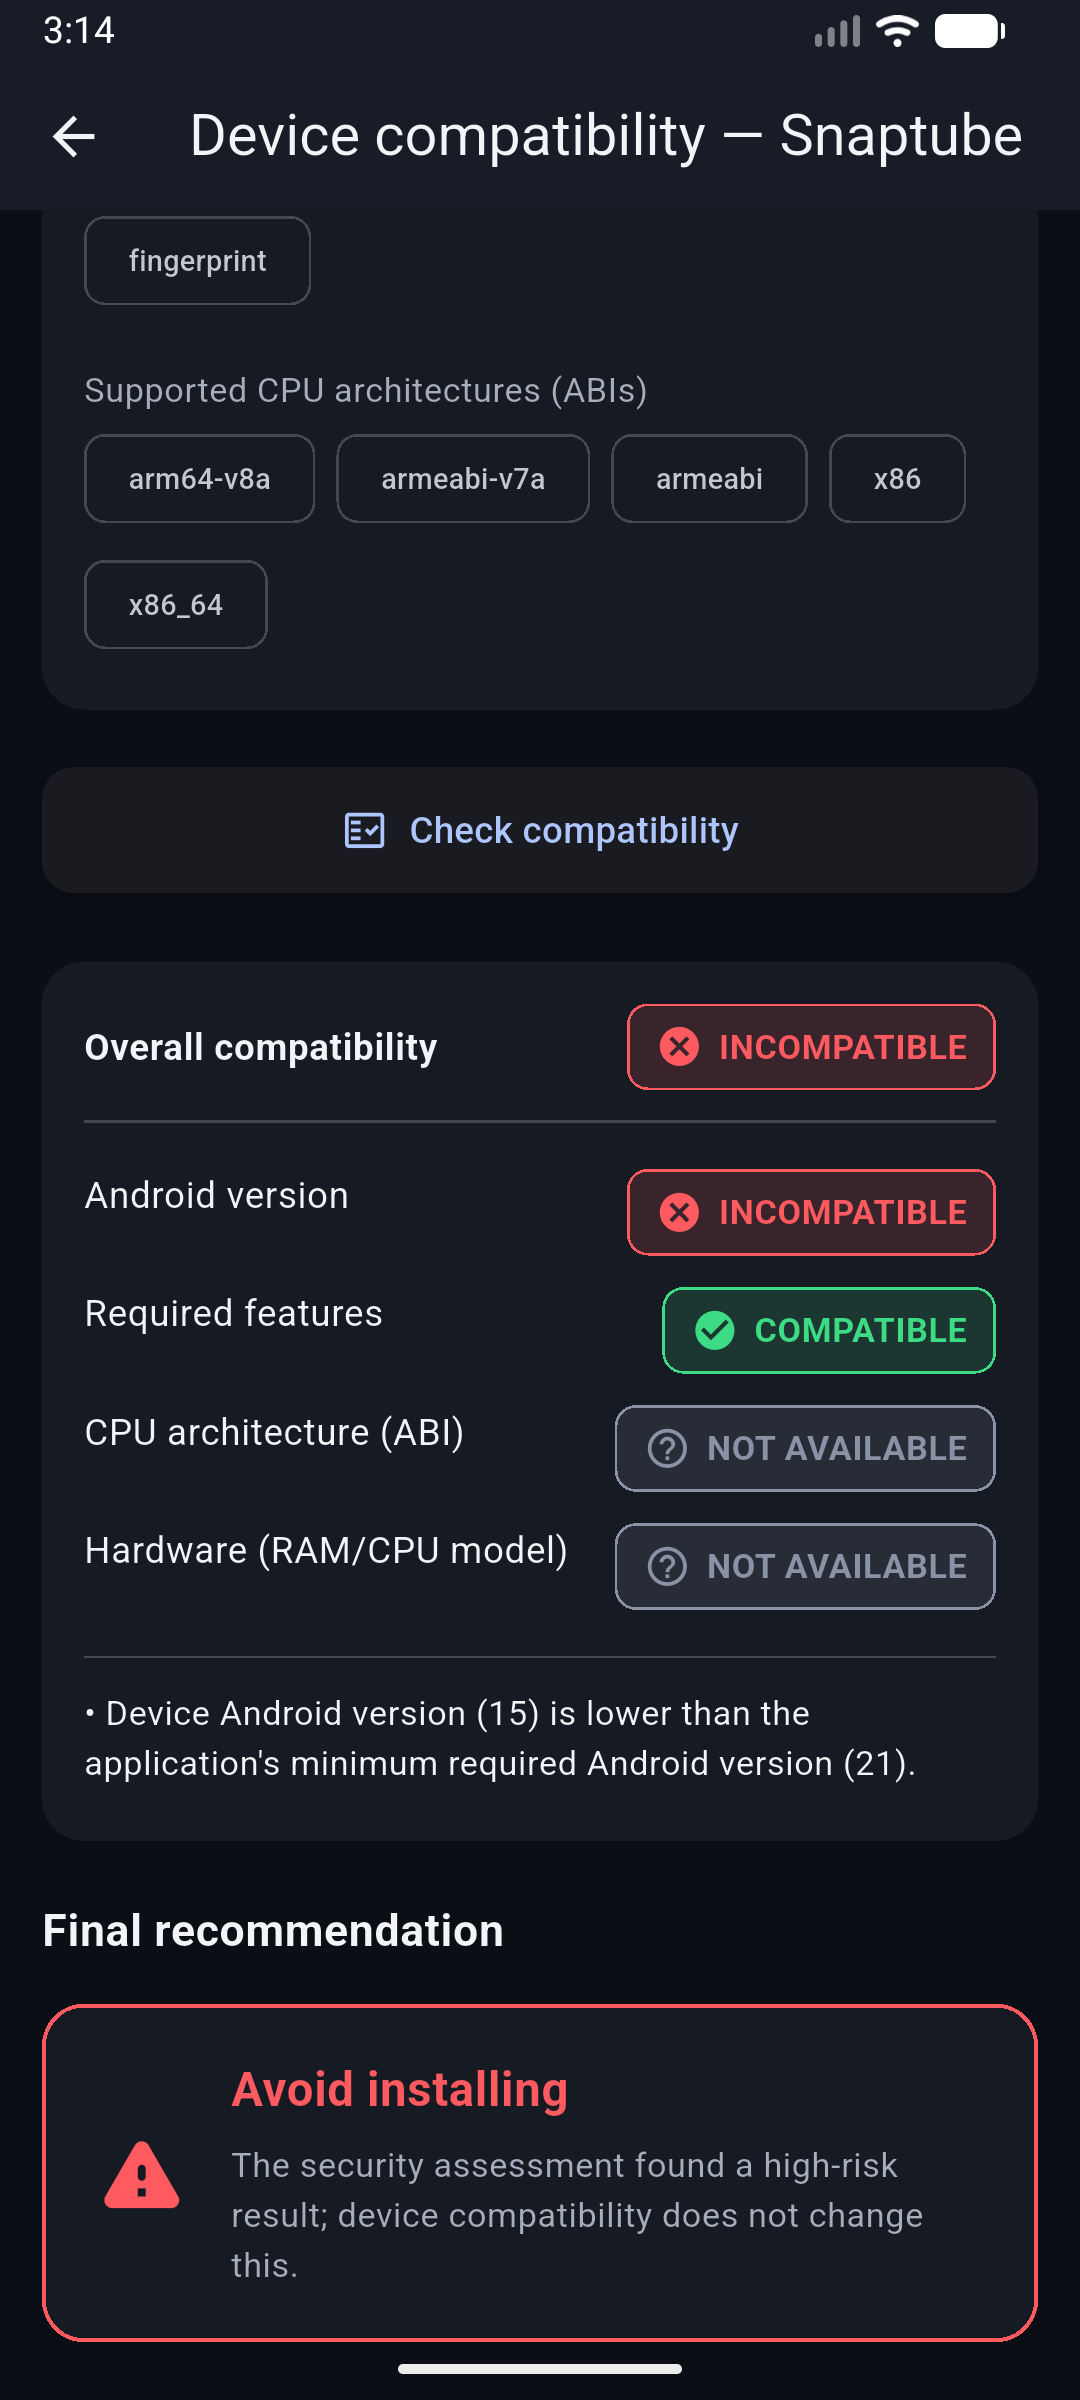 3:14
Device compatibility — Snaptube
fingerprint
Supported CPU architectures (ABIs)
arm64-v8a armeabi-v7a armeabi x86
x86_64
Check compatibility
Overall compatibility INCOMPATIBLE
Android version INCOMPATIBLE
Required features COMPATIBLE
CPU architecture (ABI) NOT AVAILABLE
Hardware (RAM/CPU model) NOT AVAILABLE
• Device Android version (15) is lower than the
application's minimum required Android version (21).
Final recommendation
Avoid installing
The security assessment found a high-risk
result; device compatibility does not change
this.